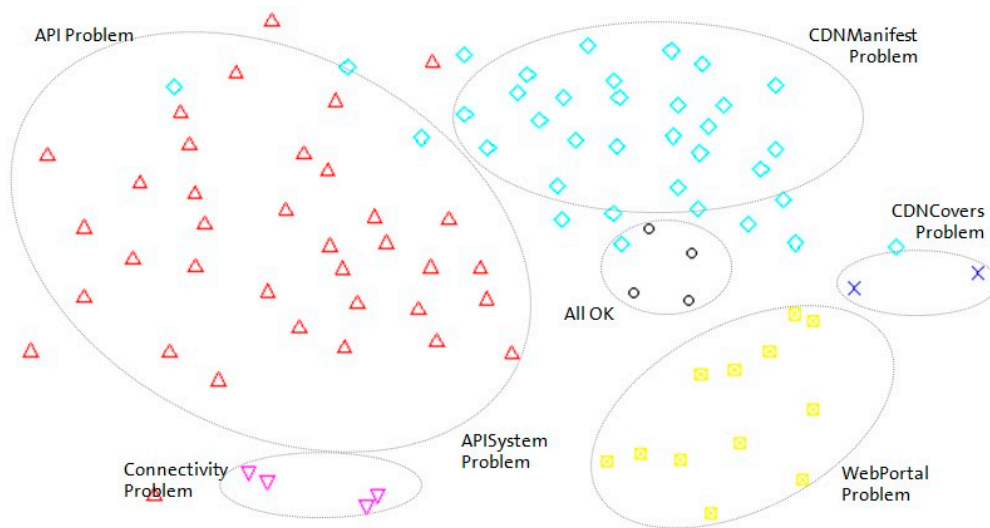 API Problem
CDNManifest
Problem
CDNCovers
Problem
All OK
APISystem
Problem
Connectivity
Problem
WebPortal
Problem